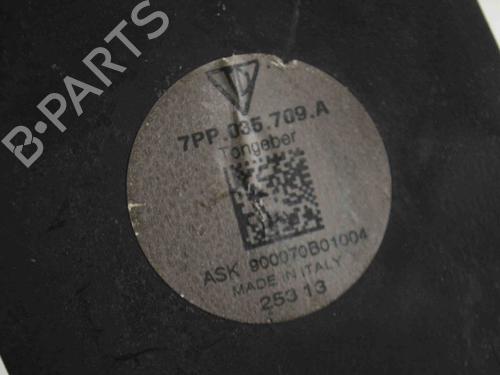 B-PARTS
7PP.035.709.A
Tongeber
ASK 900070B01004
MADE IN ITALY
253 13